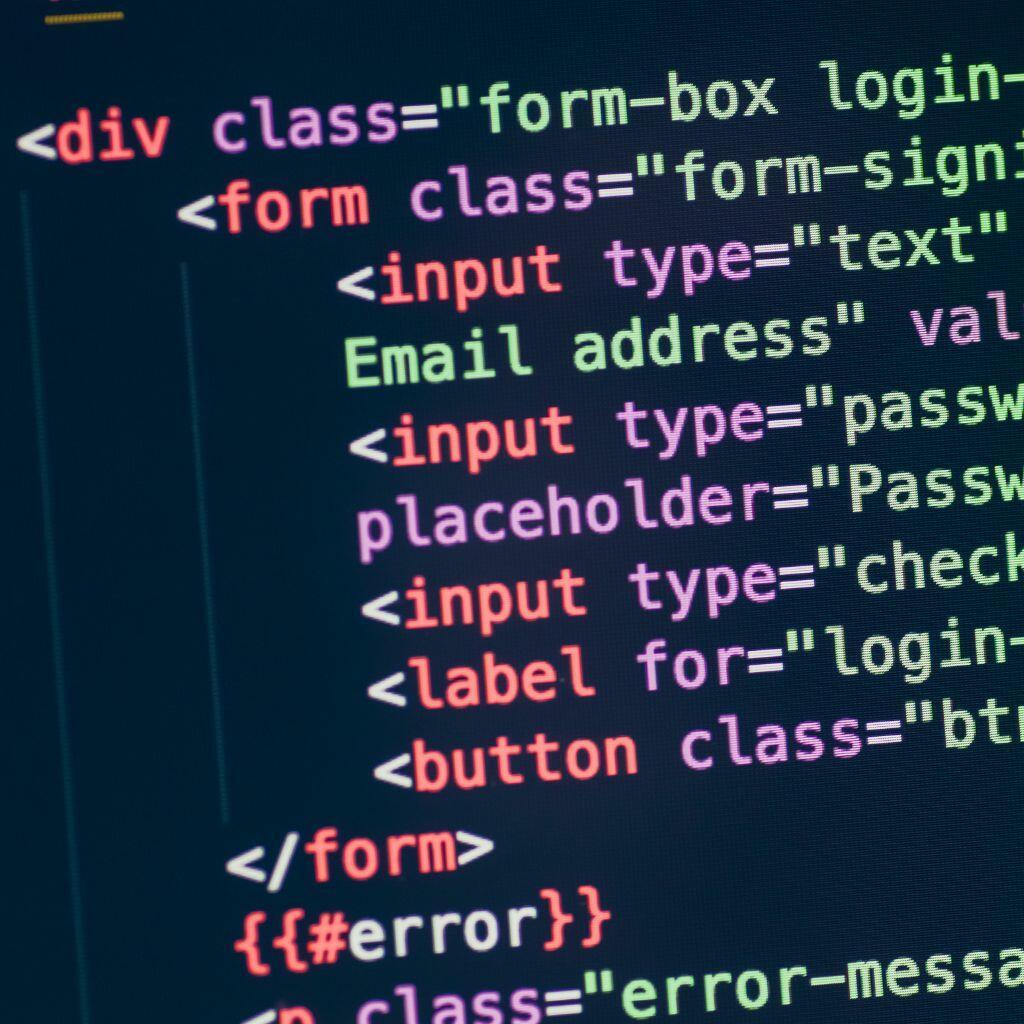 <div class="form-box login-
<form class="form-signi
<input type="text"
Email address" val
<input type="passw
placeholder="Passw
<input type="check
<label for="login-
<button class="bt
</form>
{{#error}}
<p class="error-messa